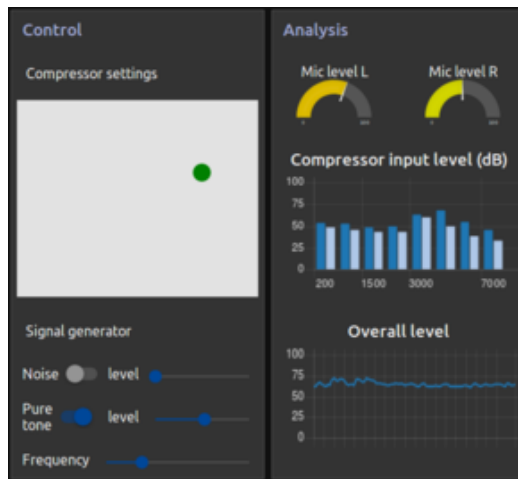 Control
Compressor settings
Signal generator
Noise level
Pure tone level
Frequency
Analysis
Mic level L Mic level R
Compressor input level (dB)
100
75
50
25
0
200 1500 3000 7000
Overall level
100
75
50
25
0